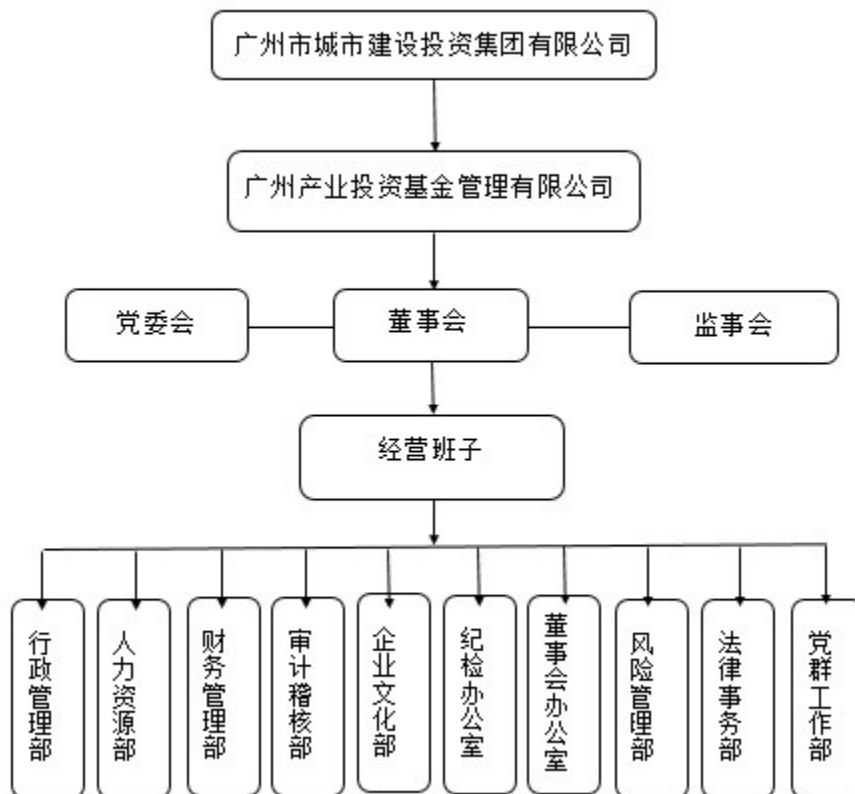 广州市城市建设投资集团有限公司
广州产业投资基金管理有限公司
党委会
董事会
监事会
经营班子
行政管理部
人力资源部
财务管理部
审计稽核部
企业文化部
纪检办公室
董事会办公室
风险管理部
法律事务部
党群工作部